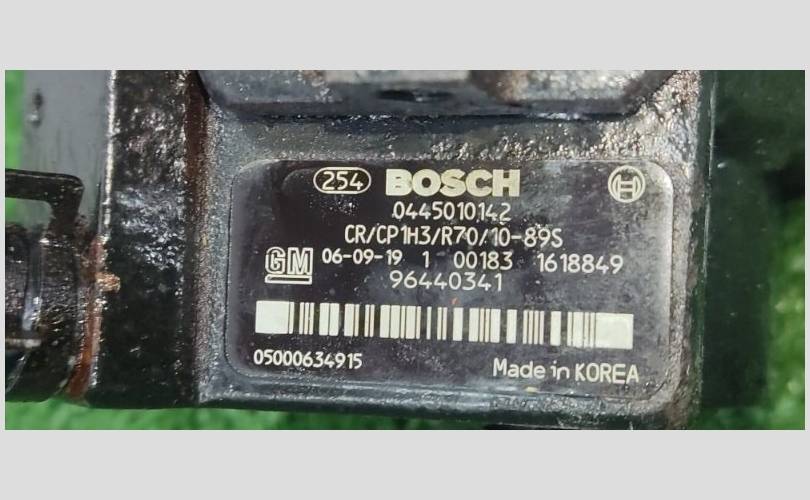 254 BOSCH
0445010142
CR/CP1H3/R70/10-89S
GM 06-09-19 1 00183 1618849
96440341
05000634915 Made in KOREA